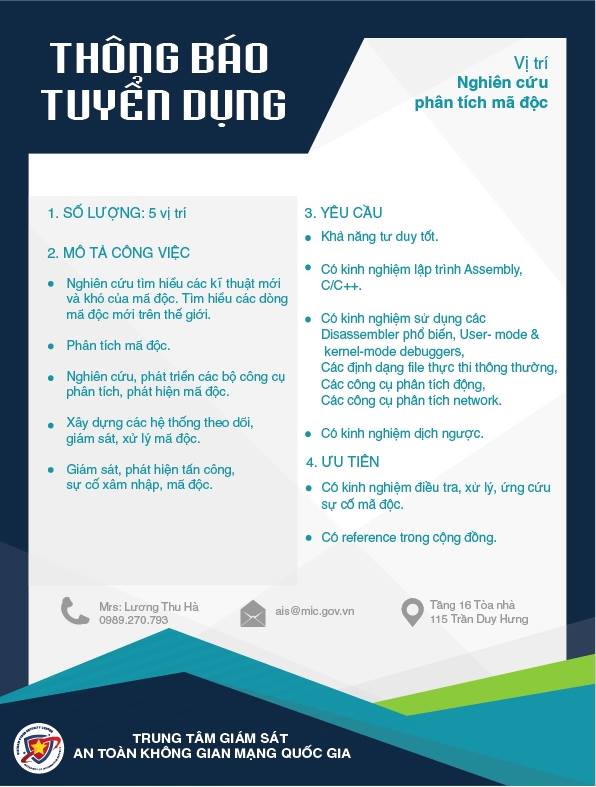 THÔNG BÁO
TUYỂN DỤNG
Vị trí
Nghiên cứu
phân tích mã độc
1. SỐ LƯỢNG: 5 vị trí
2. MÔ TẢ CÔNG VIỆC
• Nghiên cứu tìm hiểu các kĩ thuật mới
và khó của mã độc. Tìm hiểu các dòng
mã độc mới trên thế giới.
• Phân tích mã độc.
• Nghiên cứu, phát triển các bộ công cụ
phân tích, phát hiện mã độc.
• Xây dựng các hệ thống theo dõi,
giám sát, xử lý mã độc.
• Giám sát, phát hiện tấn công,
sự cố xâm nhập, mã độc.
3. YÊU CẦU
• Khả năng tư duy tốt.
• Có kinh nghiệm lập trình Assembly,
C/C++.
• Có kinh nghiệm sử dụng các
Disassembler phổ biến, User- mode &
kernel-mode debuggers,
Các định dạng file thực thi thông thường,
Các công cụ phân tích động,
Các công cụ phân tích network.
• Có kinh nghiệm dịch ngược.
4. ƯU TIÊN
• Có kinh nghiệm điều tra, xử lý, ứng cứu
sự cố mã độc.
• Có reference trong cộng đồng.
Mrs: Lương Thu Hà
0989.270.793
ais@mic.gov.vn
Tầng 16 Tòa nhà
115 Trần Duy Hưng
TRUNG TÂM GIÁM SÁT
AN TOÀN KHÔNG GIAN MẠNG QUỐC GIA